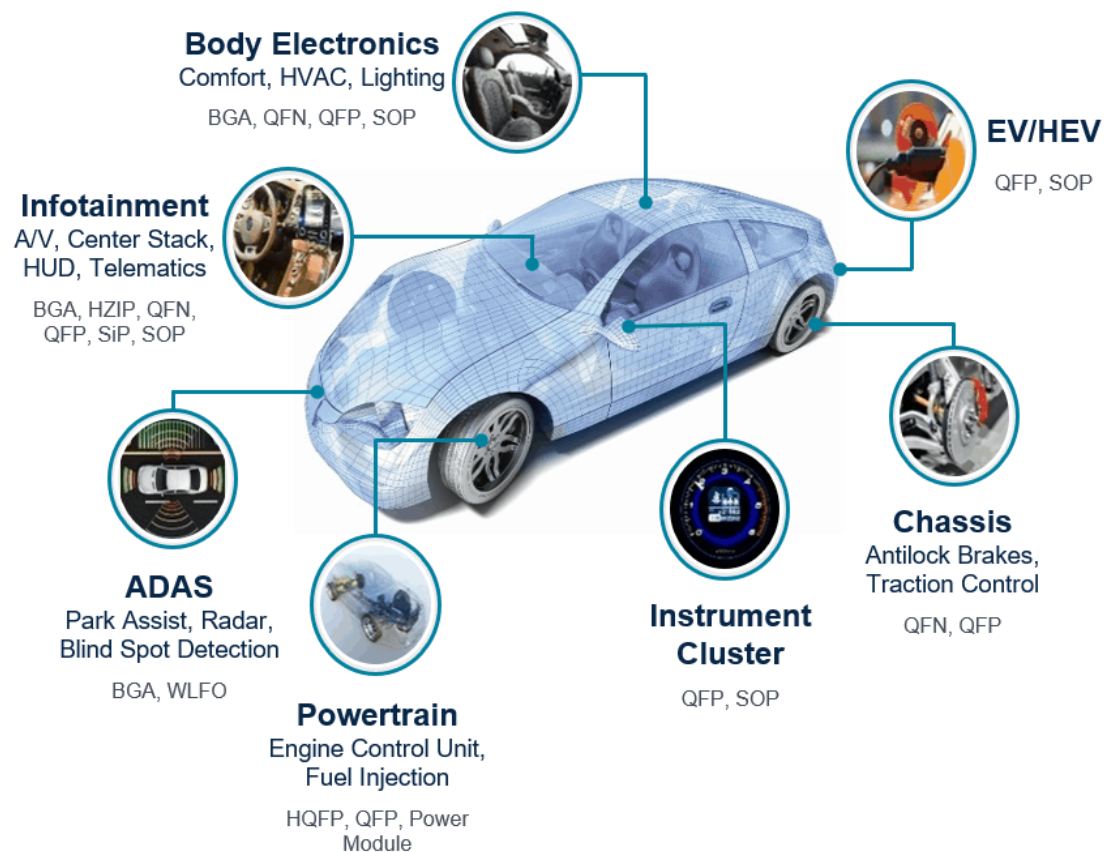 Body Electronics
Comfort, HVAC, Lighting
BGA, QFN, QFP, SOP
EV/HEV
QFP, SOP
Infotainment
A/V, Center Stack,
HUD, Telematics
BGA, HZIP, QFN,
QFP, SiP, SOP
Chassis
Antilock Brakes,
Traction Control
QFN, QFP
ADAS
Park Assist, Radar,
Blind Spot Detection
BGA, WLFO
Instrument
Cluster
QFP, SOP
Powertrain
Engine Control Unit,
Fuel Injection
HQFP, QFP, Power
Module